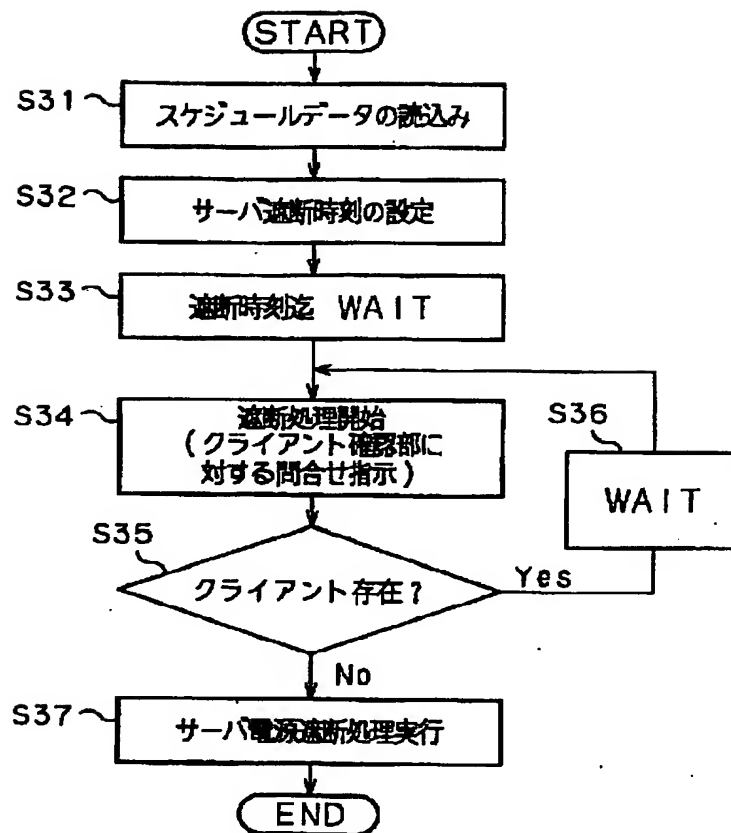 START
S31
スケジュールデータの読込み
S32
サーバ遮断時刻の設定
S33
遮断時刻迄 WAIT
S34
遮断処理開始
(クライアント確認部に
対する問合せ指示)
S36
WAIT
S35
クライアント存在?
Yes
No
S37
サーバ電源遮断処理実行
END